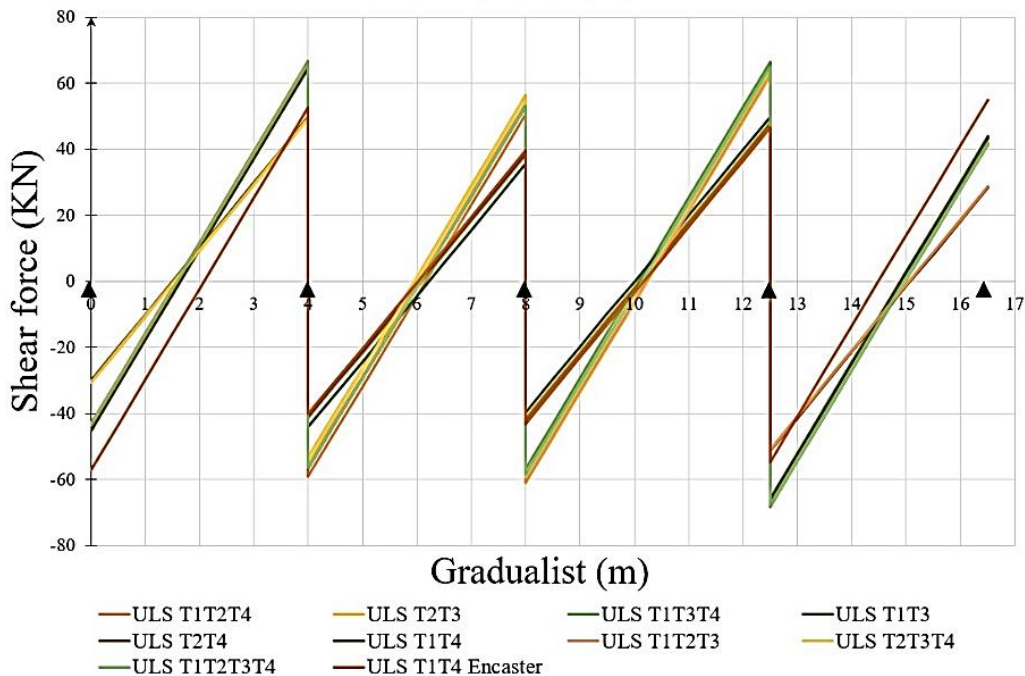 80
60
40
20
0
-20
-40
-60
-80
0 1 2 3 4 5 6 7 8 9 10 11 12 13 14 15 16 17
Shear force (KN)
Gradualist (m)
ULS T1T2T4 ULS T2T3 ULS T1T3T4 ULS T1T3
ULS T2T4 ULS T1T4 ULS T1T2T3 ULS T2T3T4
ULS T1T2T3T4 ULS T1T4 Encaster